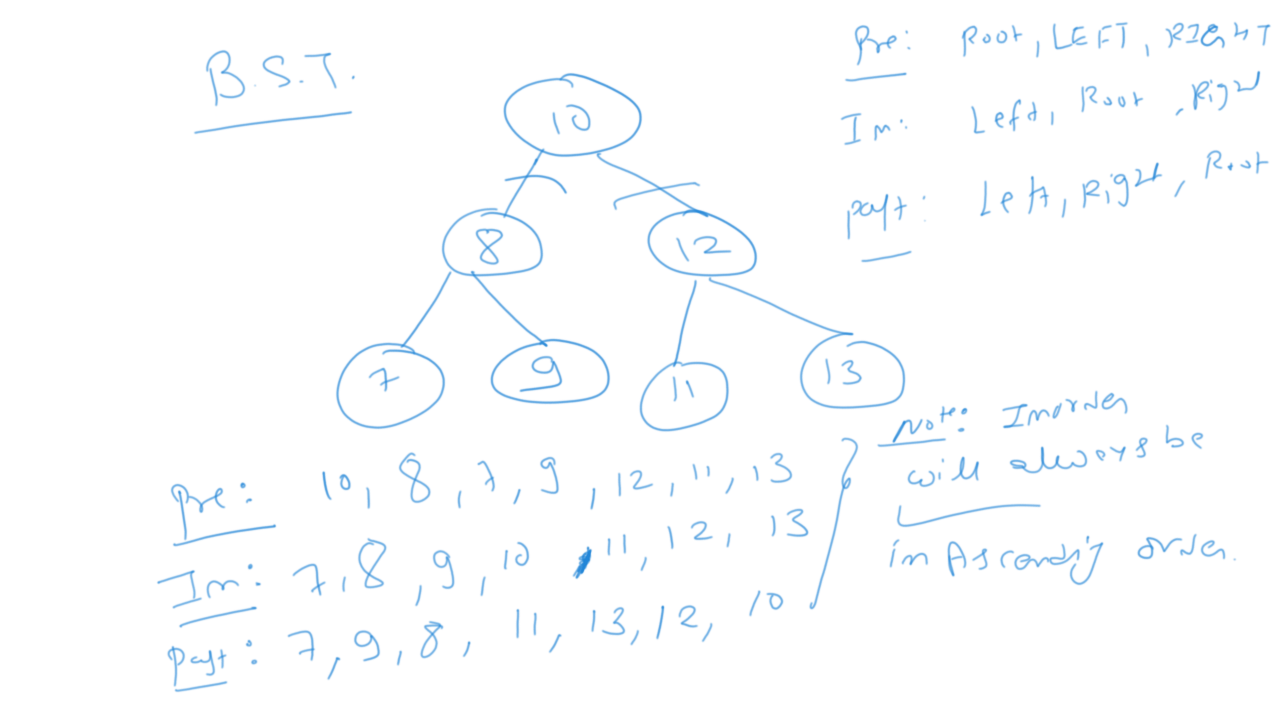 B.S.T.
Pre: Root, LEFT, RIGHT
In: Left, Root, Right
post: Left, Right, Root
10
8 12
7 9 11 13
Pre: 10, 8, 7, 9, 12, 11, 13
In: 7, 8, 9, 10, 11, 12, 13
Post: 7, 9, 8, 11, 13, 12, 10
Note: Inorder
will always be
in Ascending order.